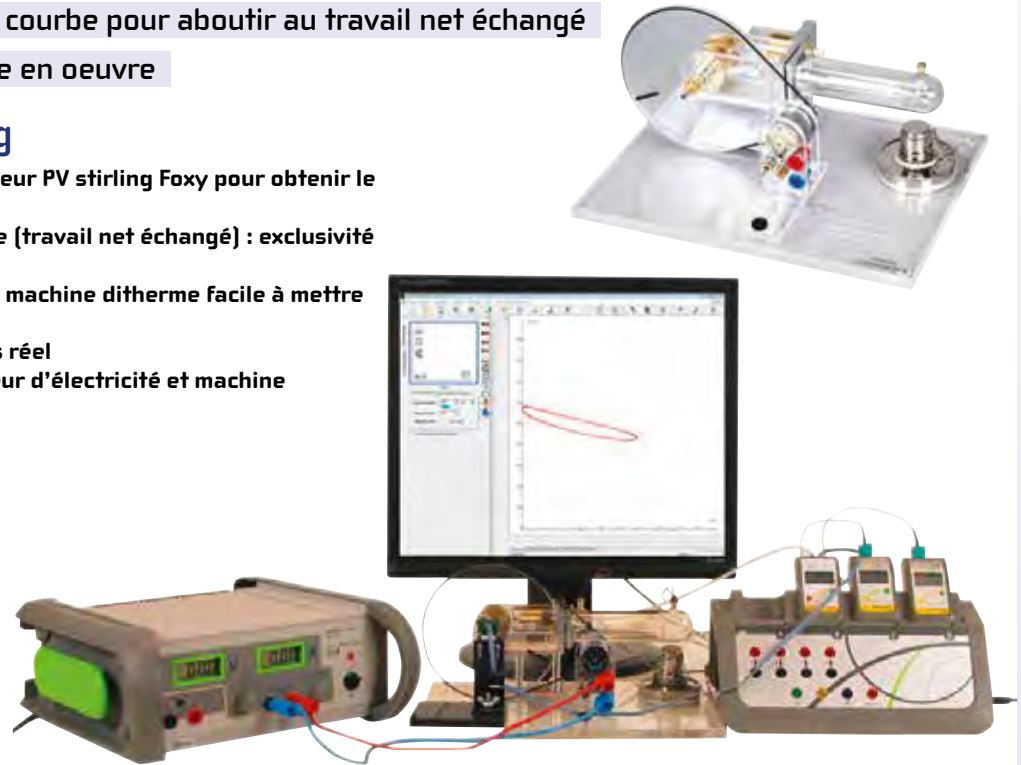 courbe pour aboutir au travail net échangé
e en oeuvre
g
eur PV stirling Foxy pour obtenir le
e (travail net échangé) : exclusivité
machine ditherme facile à mettre
s réel
eur d'électricité et machine